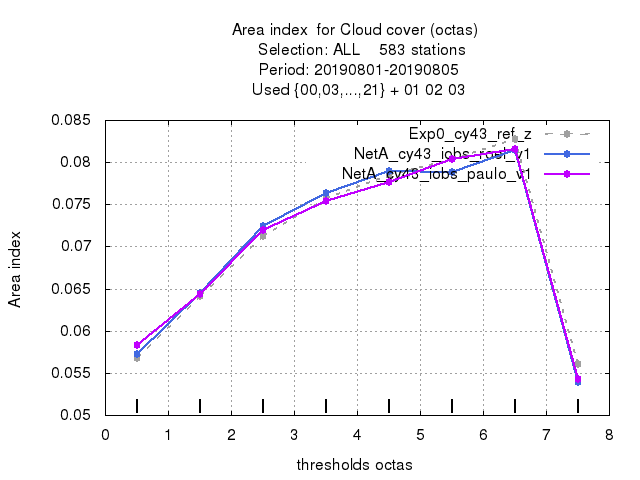 Area index  for Cloud cover (octas)
Selection: ALL    583 stations
Period: 20190801-20190805
Used {00,03,...,21} + 01 02 03
Area index
0.085
0.08
0.075
0.07
0.065
0.06
0.055
0.05
Exp0_cy43_ref_z
NetA_cy43_iobs_roel_v1
NetA_cy43_iobs_paulo_v1
0 1 2 3 4 5 6 7 8
thresholds octas